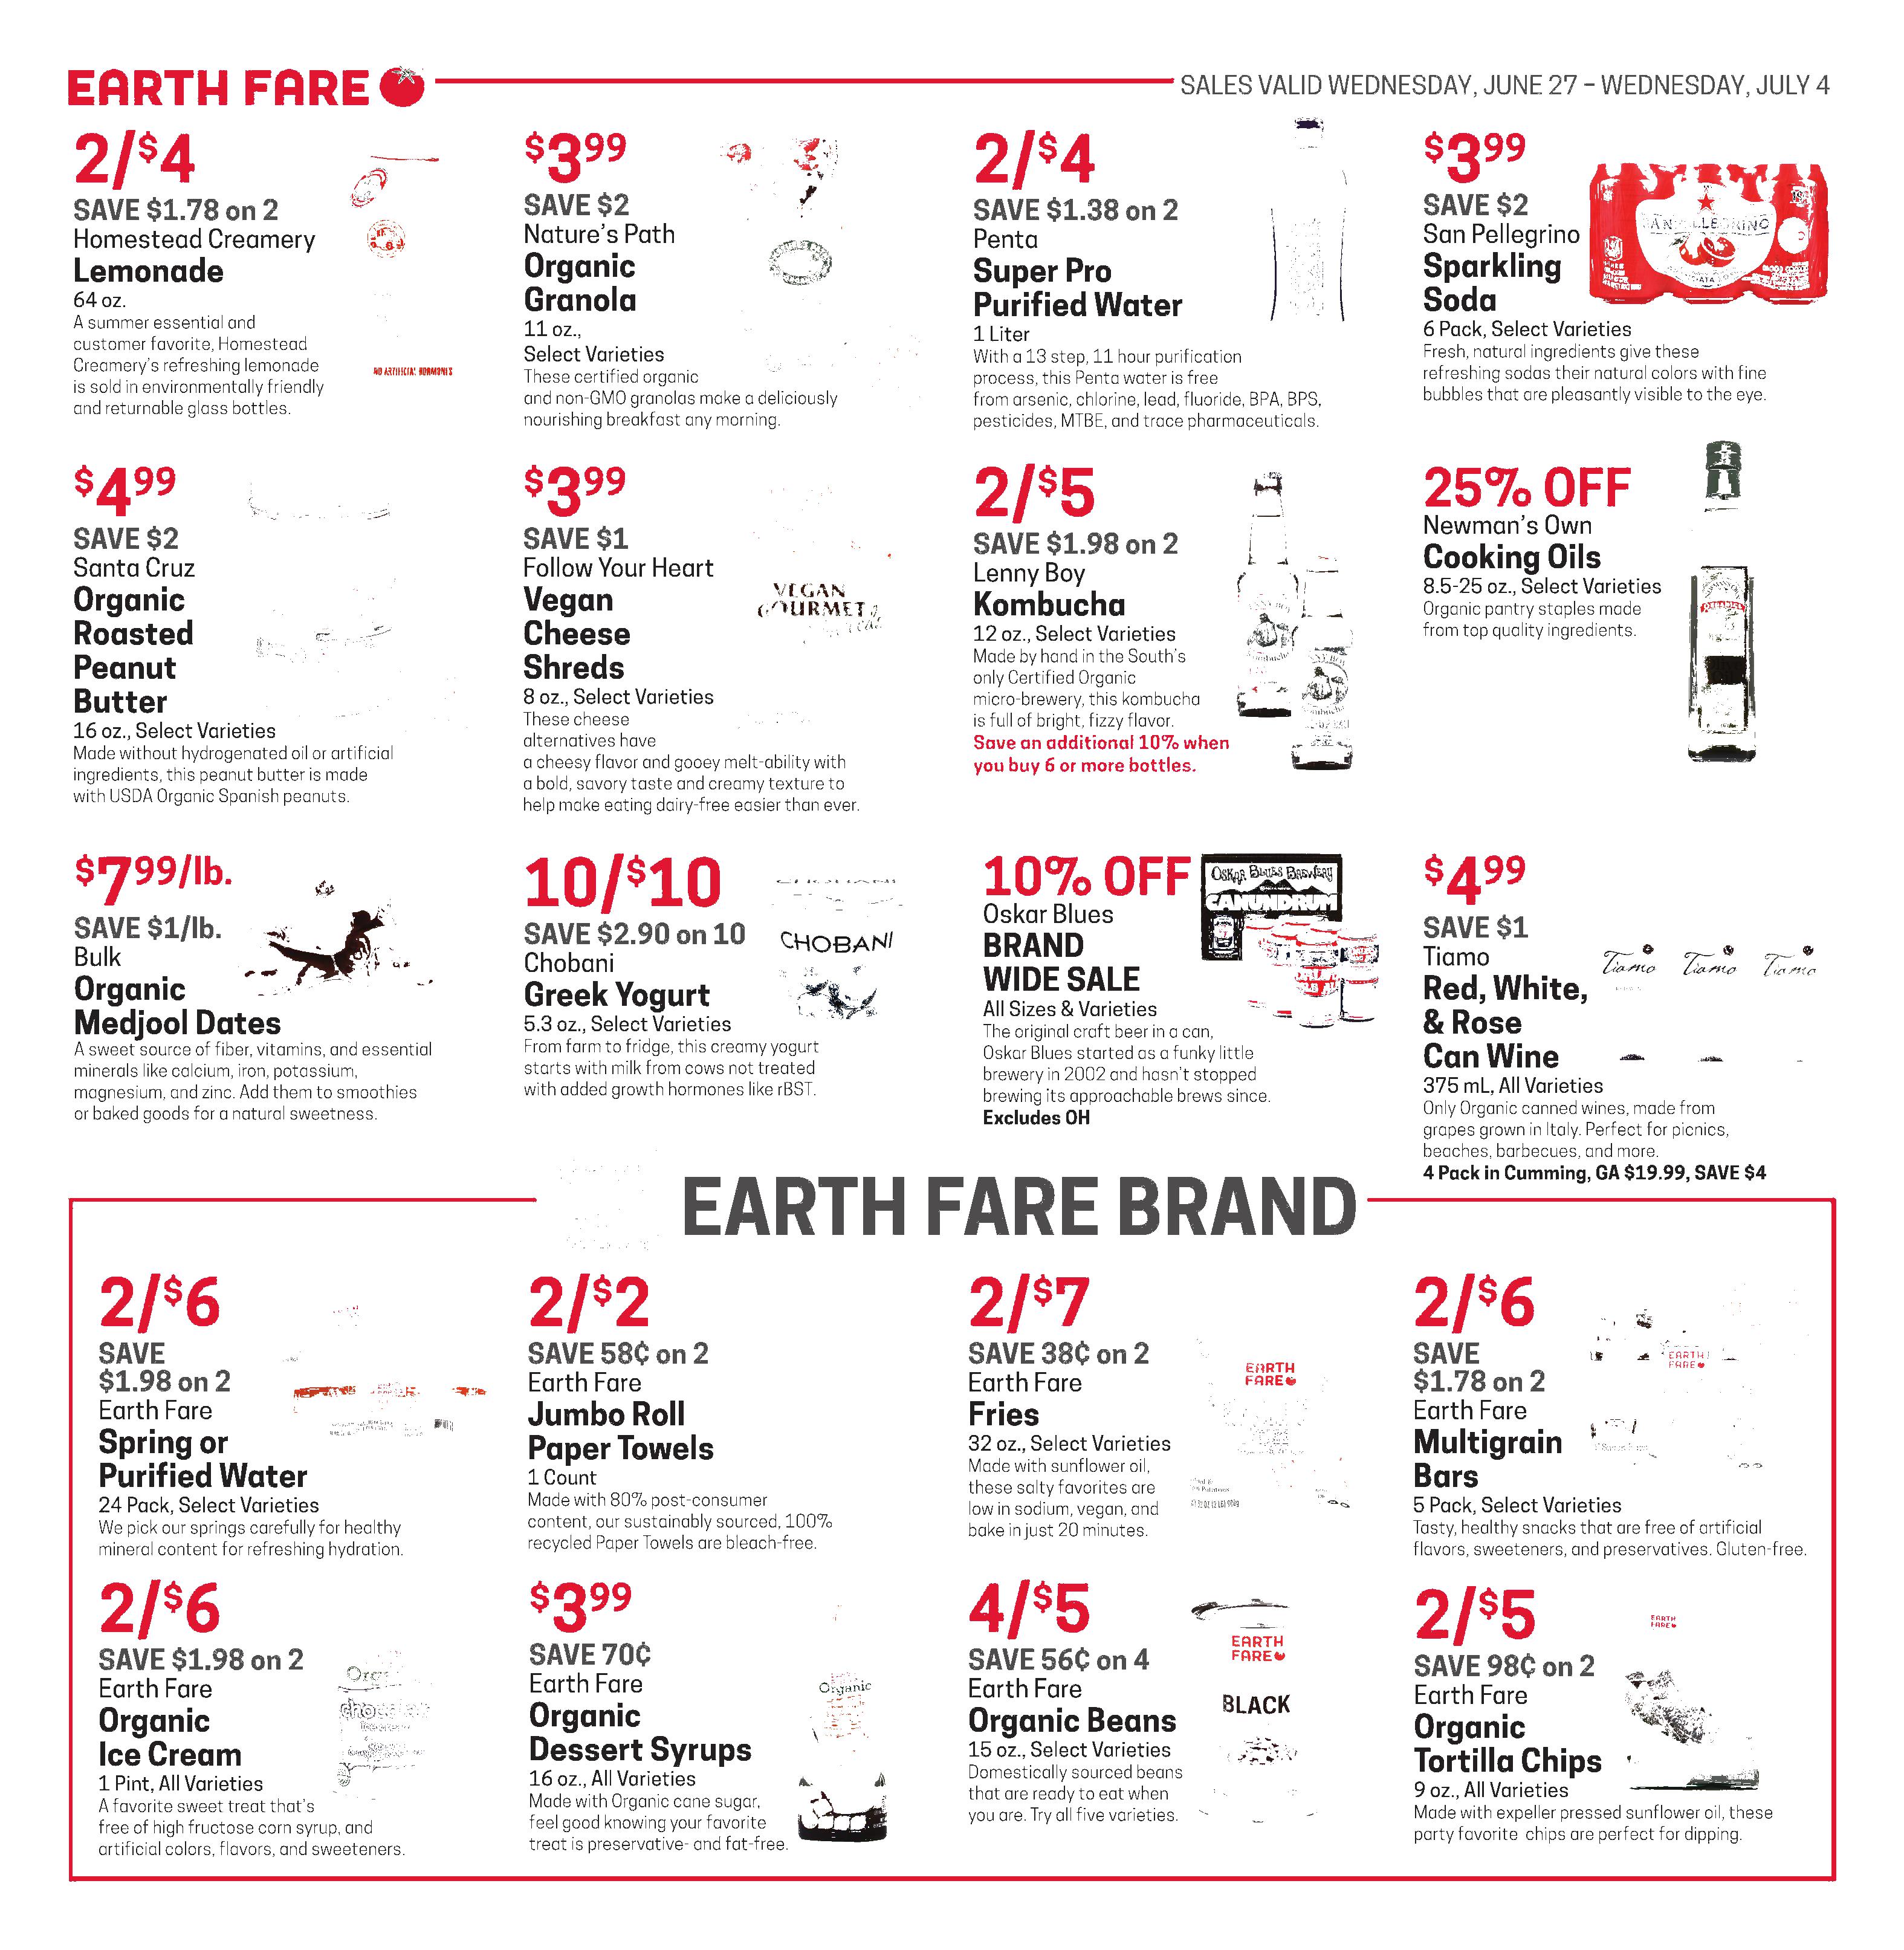 EARTH FARE
SALES VALID WEDNESDAY, JUNE 27 – WEDNESDAY, JULY 4
2/$4
SAVE $1.78 on 2
Homestead Creamery
Lemonade
64 oz.
A summer essential and
customer favorite, Homestead
Creamery's refreshing lemonade
is sold in environmentally friendly
and returnable glass bottles.
NO ARTIFICIAL HORMONES
$3.99
SAVE $2
Nature's Path
Organic
Granola
11 oz.,
Select Varieties
These certified organic
and non-GMO granolas make a deliciously
nourishing breakfast any morning.
2/$4
SAVE $1.38 on 2
Penta
Super Pro
Purified Water
1 Liter
With a 13 step, 11 hour purification
process, this Penta water is free
from arsenic, chlorine, lead, fluoride, BPA, BPS,
pesticides, MTBE, and trace pharmaceuticals.
$3.99
SAVE $2
San Pellegrino
Sparkling
Soda
6 Pack, Select Varieties
Fresh, natural ingredients give these
refreshing sodas their natural colors with fine
bubbles that are pleasantly visible to the eye.
$4.99
SAVE $2
Santa Cruz
Organic
Roasted
Peanut
Butter
16 oz., Select Varieties
Made without hydrogenated oil or artificial
ingredients, this peanut butter is made
with USDA Organic Spanish peanuts.
$3.99
SAVE $1
Follow Your Heart
Vegan
Cheese
Shreds
8 oz., Select Varieties
These cheese
alternatives have
a cheesy flavor and gooey melt-ability with
a bold, savory taste and creamy texture to
help make eating dairy-free easier than ever.
VEGAN
GOURMET
2/$5
SAVE $1.98 on 2
Lenny Boy
Kombucha
12 oz., Select Varieties
Made by hand in the South's
only Certified Organic
micro-brewery, this kombucha
is full of bright, fizzy flavor.
Save an additional 10% when
you buy 6 or more bottles.
25% OFF
Newman's Own
Cooking Oils
8.5-25 oz., Select Varieties
Organic pantry staples made
from top quality ingredients.
$7.99/lb.
SAVE $1/lb.
Bulk
Organic
Medjool Dates
A sweet source of fiber, vitamins, and essential
minerals like calcium, iron, potassium,
magnesium, and zinc. Add them to smoothies
or baked goods for a natural sweetness.
10/$10
SAVE $2.90 on 10
Chobani
Greek Yogurt
5.3 oz., Select Varieties
From farm to fridge, this creamy yogurt
starts with milk from cows not treated
with added growth hormones like rBST.
CHOBANI
10% OFF
Oskar Blues
BRAND
WIDE SALE
All Sizes & Varieties
The original craft beer in a can,
Oskar Blues started as a funky little
brewery in 2002 and hasn't stopped
brewing its approachable brews since.
Excludes OH
OSKAR BLUES BREWERY
CANUNDRUM
$4.99
SAVE $1
Tiamo
Red, White,
& Rose
Can Wine
375 mL, All Varieties
Only Organic canned wines, made from
grapes grown in Italy. Perfect for picnics,
beaches, barbecues, and more.
4 Pack in Cumming, GA $19.99, SAVE $4
Tiamo Tiamo Tiamo
EARTH FARE BRAND
2/$6
SAVE
$1.98 on 2
Earth Fare
Spring or
Purified Water
24 Pack, Select Varieties
We pick our springs carefully for healthy
mineral content for refreshing hydration.
2/$2
SAVE 58¢ on 2
Earth Fare
Jumbo Roll
Paper Towels
1 Count
Made with 80% post-consumer
content, our sustainably sourced, 100%
recycled Paper Towels are bleach-free.
2/$7
SAVE 38¢ on 2
Earth Fare
Fries
32 oz., Select Varieties
Made with sunflower oil,
these salty favorites are
low in sodium, vegan, and
bake in just 20 minutes.
EARTH
FARE
2/$6
SAVE
$1.78 on 2
Earth Fare
Multigrain
Bars
5 Pack, Select Varieties
Tasty, healthy snacks that are free of artificial
flavors, sweeteners, and preservatives. Gluten-free.
EARTH
FARE
2/$6
SAVE $1.98 on 2
Earth Fare
Organic
Ice Cream
1 Pint, All Varieties
A favorite sweet treat that's
free of high fructose corn syrup, and
artificial colors, flavors, and sweeteners.
$3.99
SAVE 70¢
Earth Fare
Organic
Dessert Syrups
16 oz., All Varieties
Made with Organic cane sugar,
feel good knowing your favorite
treat is preservative- and fat-free.
Organic
4/$5
SAVE 56¢ on 4
Earth Fare
Organic Beans
15 oz., Select Varieties
Domestically sourced beans
that are ready to eat when
you are. Try all five varieties.
EARTH
FARE
BLACK
2/$5
SAVE 98¢ on 2
Earth Fare
Organic
Tortilla Chips
9 oz., All Varieties
Made with expeller pressed sunflower oil, these
party favorite chips are perfect for dipping.
EARTH
FARE